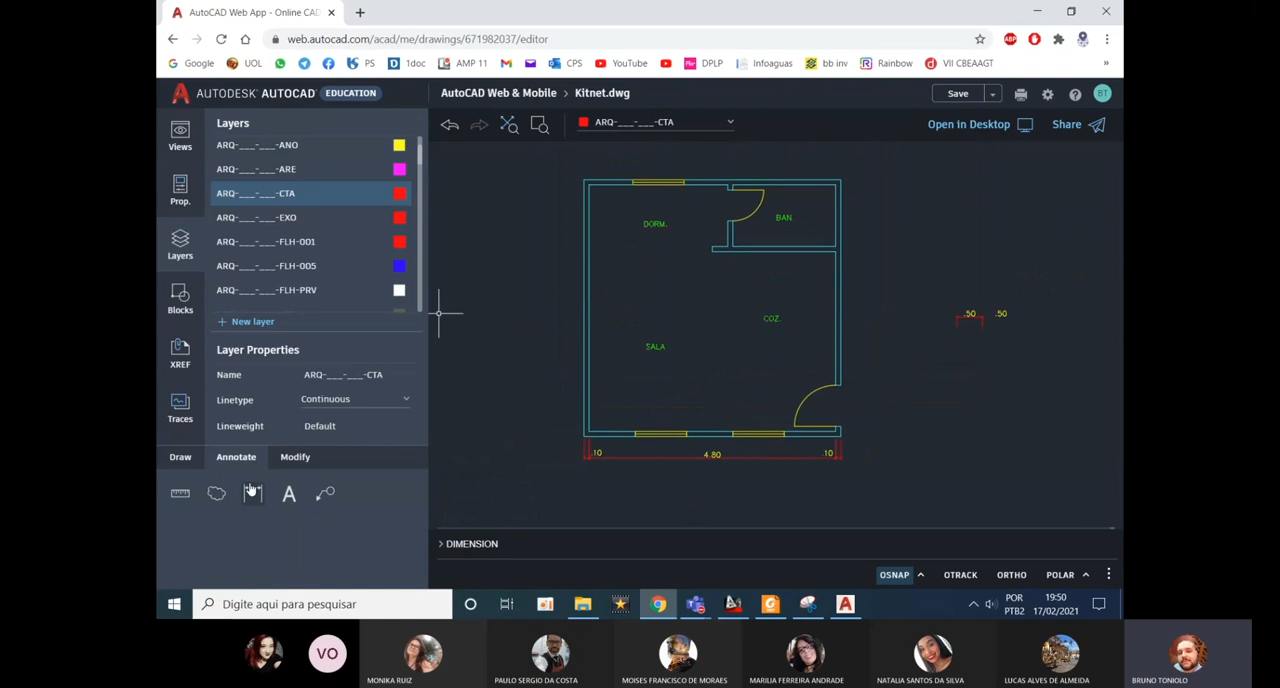 AutoCAD Web App - Online CAD
web.autocad.com/acad/me/drawings/671982037/editor
ABP
Google UOL PS 1doc AMP 11 CPS YouTube DPLP Infoaguas bb inv Rainbow VII CBEAAGT »
AUTODESK® AUTOCAD EDUCATION
AutoCAD Web & Mobile > Kitnet.dwg
Save
BT
Layers
ARQ-___-___-CTA
Open in Desktop
Share
Views
Prop.
Layers
Blocks
XREF
Traces
ARQ-___-___-ANO
ARQ-___-___-ARE
ARQ-___-___-CTA
ARQ-___-___-EXO
ARQ-___-___-FLH-001
ARQ-___-___-FLH-005
ARQ-___-___-FLH-PRV
+ New layer
Layer Properties
Name ARQ-___-___-CTA
Linetype Continuous
Lineweight Default
Draw Annotate Modify
A
DORM.
BAN
COZ.
SALA
.50 .50
.10 4.80 .10
> DIMENSION
OSNAP OTRACK ORTHO POLAR
Digite aqui para pesquisar
POR
PTB2
19:50
17/02/2021
VO
MONIKA RUIZ
PAULO SERGIO DA COSTA
MOISES FRANCISCO DE MORAES
MARILIA FERREIRA ANDRADE
NATALIA SANTOS DA SILVA
LUCAS ALVES DE ALMEIDA
BRUNO TONIOLO